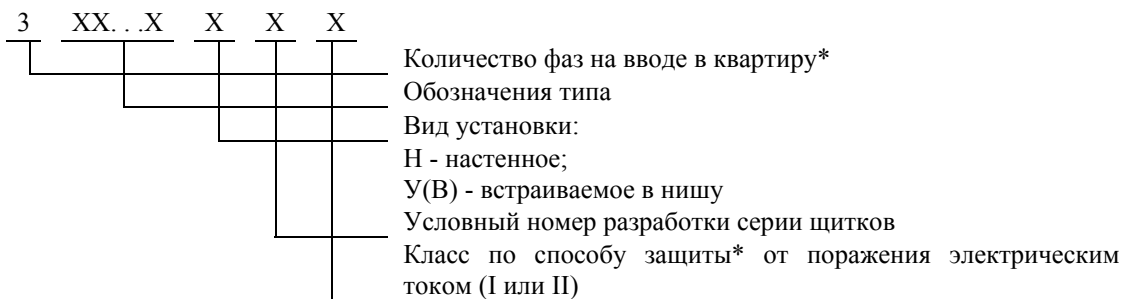 3 XX. . .X X X X
Количество фаз на вводе в квартиру*
Обозначения типа
Вид установки:
Н - настенное;
У(В) - встраиваемое в нишу
Условный номер разработки серии щитков
Класс по способу защиты* от поражения электрическим
током (I или II)